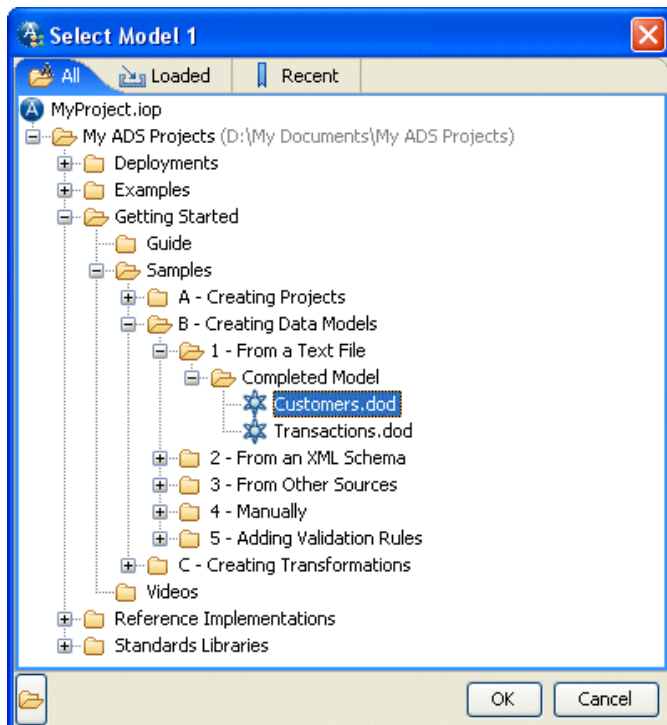 Select Model 1
All Loaded Recent
MyProject.iop
My ADS Projects (D:\My Documents\My ADS Projects)
Deployments
Examples
Getting Started
Guide
Samples
A - Creating Projects
B - Creating Data Models
1 - From a Text File
Completed Model
Customers.dod
Transactions.dod
2 - From an XML Schema
3 - From Other Sources
4 - Manually
5 - Adding Validation Rules
C - Creating Transformations
Videos
Reference Implementations
Standards Libraries
OK Cancel